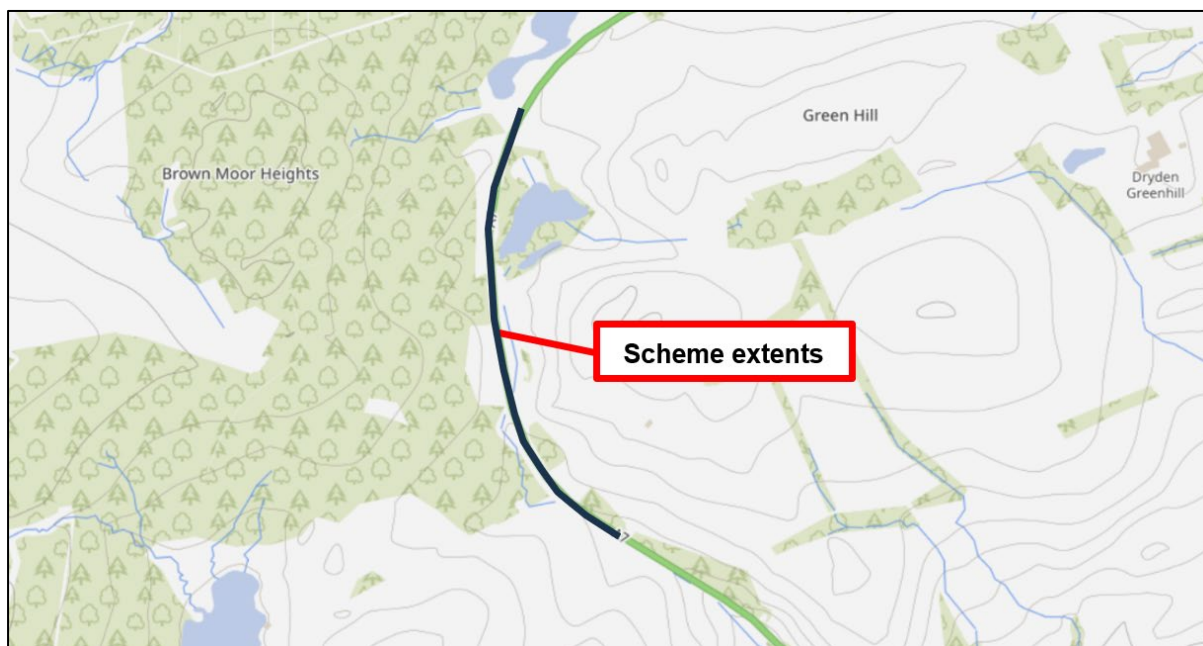 Green Hill
Brown Moor Heights
Dryden
Greenhill
Scheme extents